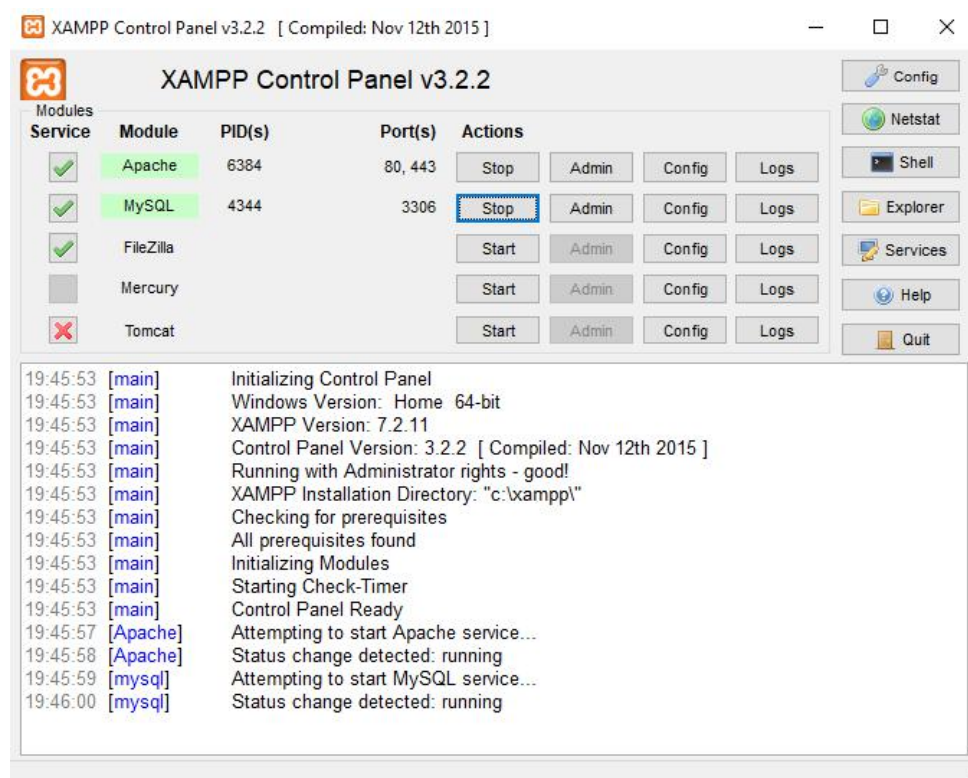 XAMPP Control Panel v3.2.2 [ Compiled: Nov 12th 2015 ]
XAMPP Control Panel v3.2.2
Config
Netstat
Shell
Explorer
Services
Help
Quit
Modules
Service Module PID(s) Port(s) Actions
Apache 6384 80, 443 Stop Admin Config Logs
MySQL 4344 3306 Stop Admin Config Logs
FileZilla Start Admin Config Logs
Mercury Start Admin Config Logs
Tomcat Start Admin Config Logs
19:45:53 [main] Initializing Control Panel
19:45:53 [main] Windows Version: Home 64-bit
19:45:53 [main] XAMPP Version: 7.2.11
19:45:53 [main] Control Panel Version: 3.2.2 [ Compiled: Nov 12th 2015 ]
19:45:53 [main] Running with Administrator rights - good!
19:45:53 [main] XAMPP Installation Directory: "c:\xampp\"
19:45:53 [main] Checking for prerequisites
19:45:53 [main] All prerequisites found
19:45:53 [main] Initializing Modules
19:45:53 [main] Starting Check-Timer
19:45:53 [main] Control Panel Ready
19:45:57 [Apache] Attempting to start Apache service...
19:45:58 [Apache] Status change detected: running
19:45:59 [mysql] Attempting to start MySQL service...
19:46:00 [mysql] Status change detected: running